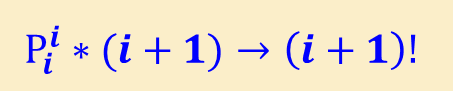 P_i^i * (i + 1) → (i + 1)!